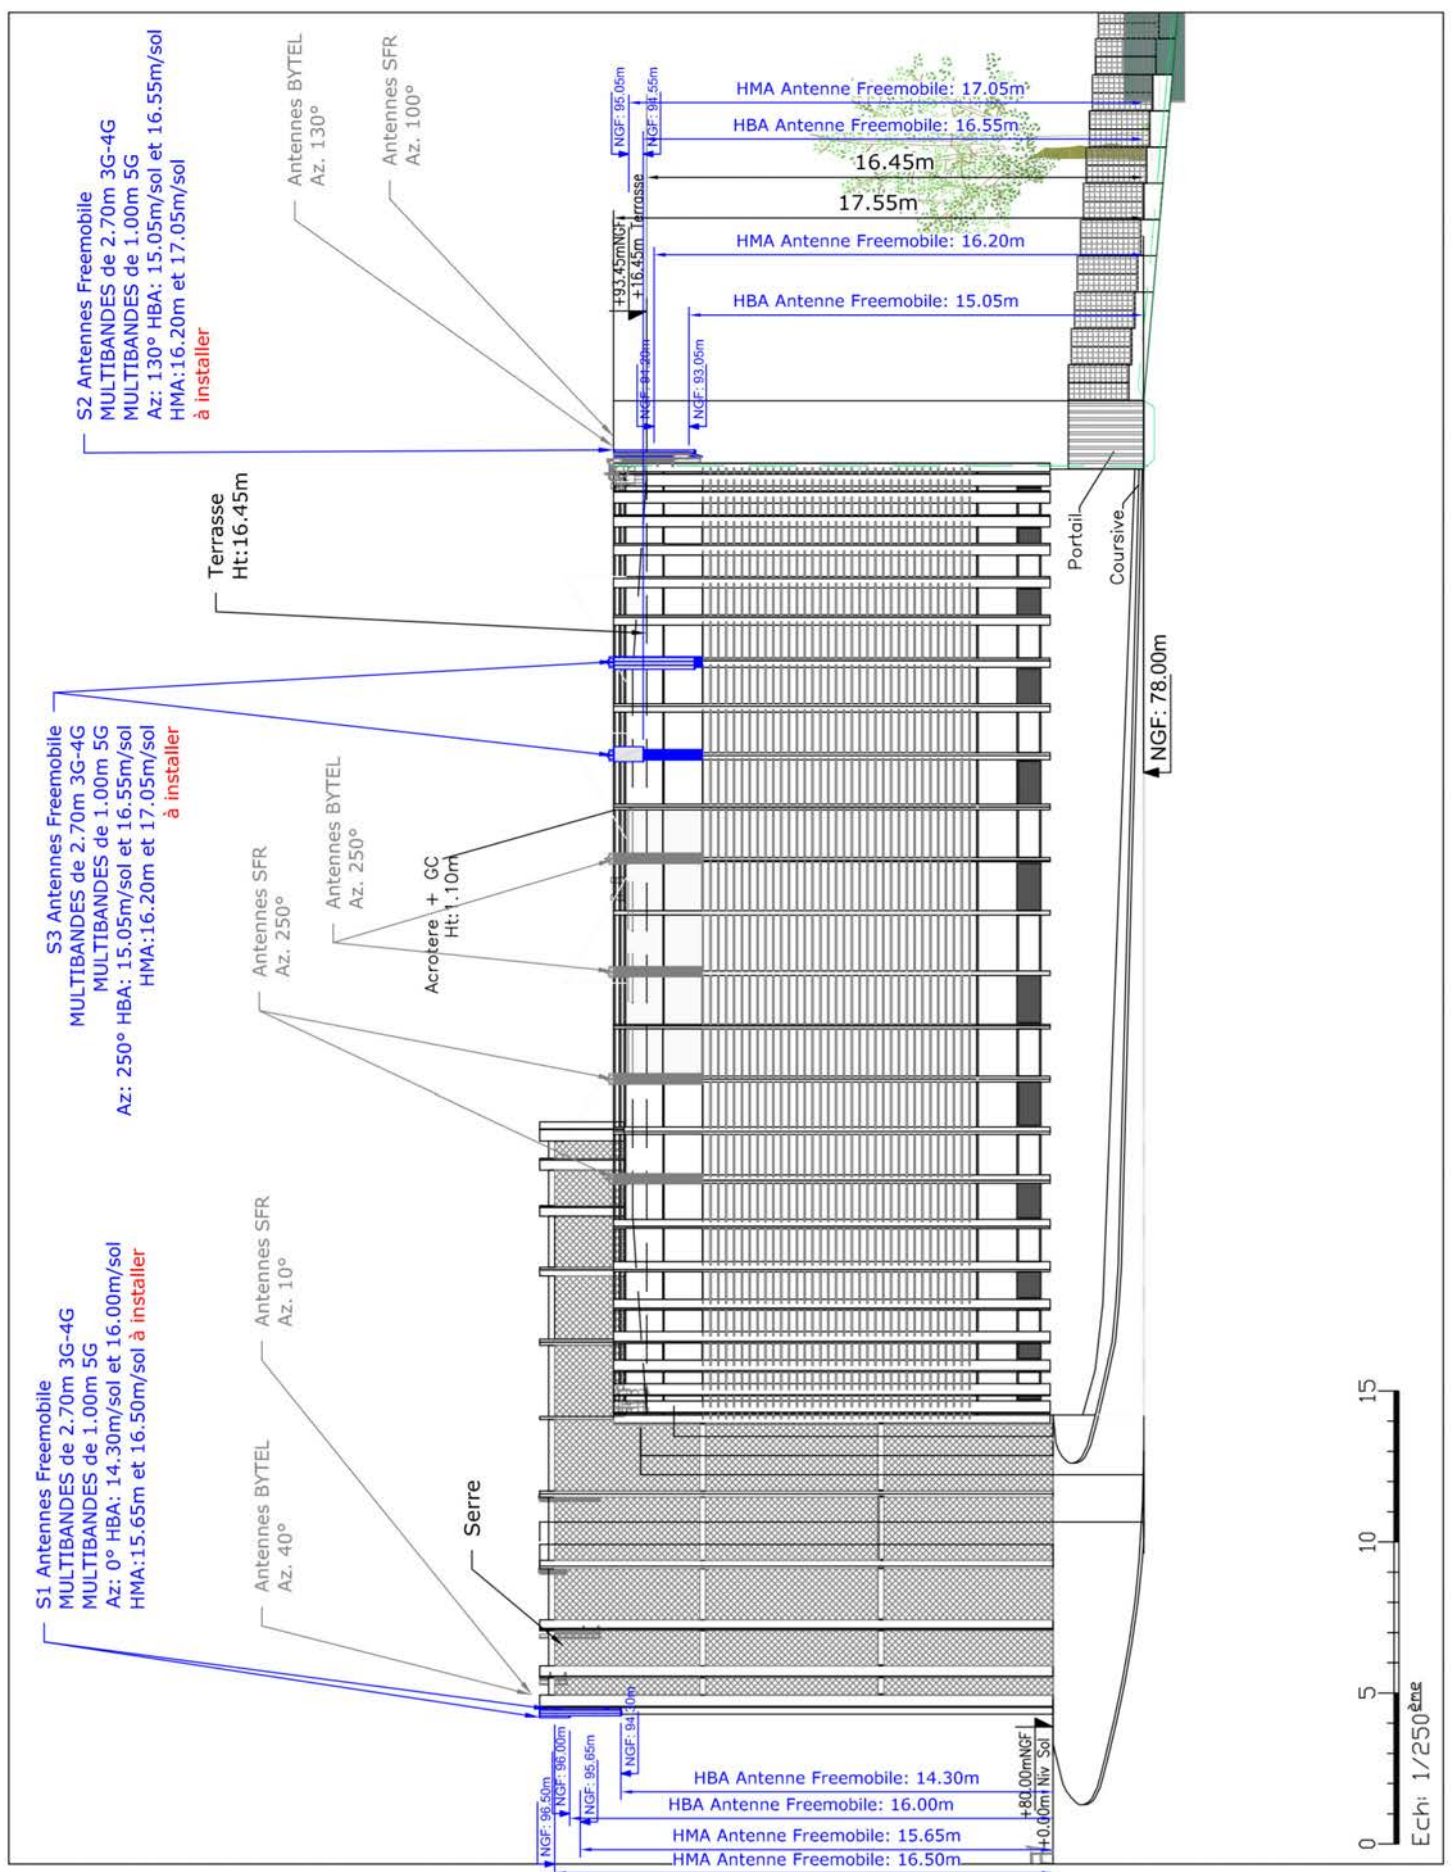 S1 Antennes Freemobile
MULTIBANDES de 2.70m 3G-4G
MULTIBANDES de 1.00m 5G
Az: 0° HBA: 14.30m/sol et 16.00m/sol
HMA:15.65m et 16.50m/sol à installer
S3 Antennes Freemobile
MULTIBANDES de 2.70m 3G-4G
MULTIBANDES de 1.00m 5G
Az: 250° HBA: 15.05m/sol et 16.55m/sol
HMA:16.20m et 17.05m/sol
à installer
S2 Antennes Freemobile
MULTIBANDES de 2.70m 3G-4G
MULTIBANDES de 1.00m 5G
Az: 130° HBA: 15.05m/sol et 16.55m/sol
HMA:16.20m et 17.05m/sol
à installer
Antennes BYTEL
Az. 40°
Antennes SFR
Az. 10°
Antennes SFR
Az. 250°
Antennes BYTEL
Az. 250°
Terrasse
Ht:16.45m
Antennes BYTEL
Az. 130°
Antennes SFR
Az. 100°
Acrotere + GC
Ht:1.10m
Serre
NGF: 96.50m
NGF: 96.00m
NGF: 95.65m
NGF: 94.30m
HBA Antenne Freemobile: 14.30m
HBA Antenne Freemobile: 16.00m
HMA Antenne Freemobile: 15.65m
HMA Antenne Freemobile: 16.50m
+80.00mNGF
+0.00m Niv Sol
NGF: 95.05m
NGF: 94.55m
+93.45mNGF
+16.45m Terrasse
NGF: 94.20m
NGF: 93.05m
HMA Antenne Freemobile: 17.05m
HBA Antenne Freemobile: 16.55m
16.45m
17.55m
HMA Antenne Freemobile: 16.20m
HBA Antenne Freemobile: 15.05m
Portail
Coursive
NGF: 78.00m
0 5 10 15
Ech: 1/250ème